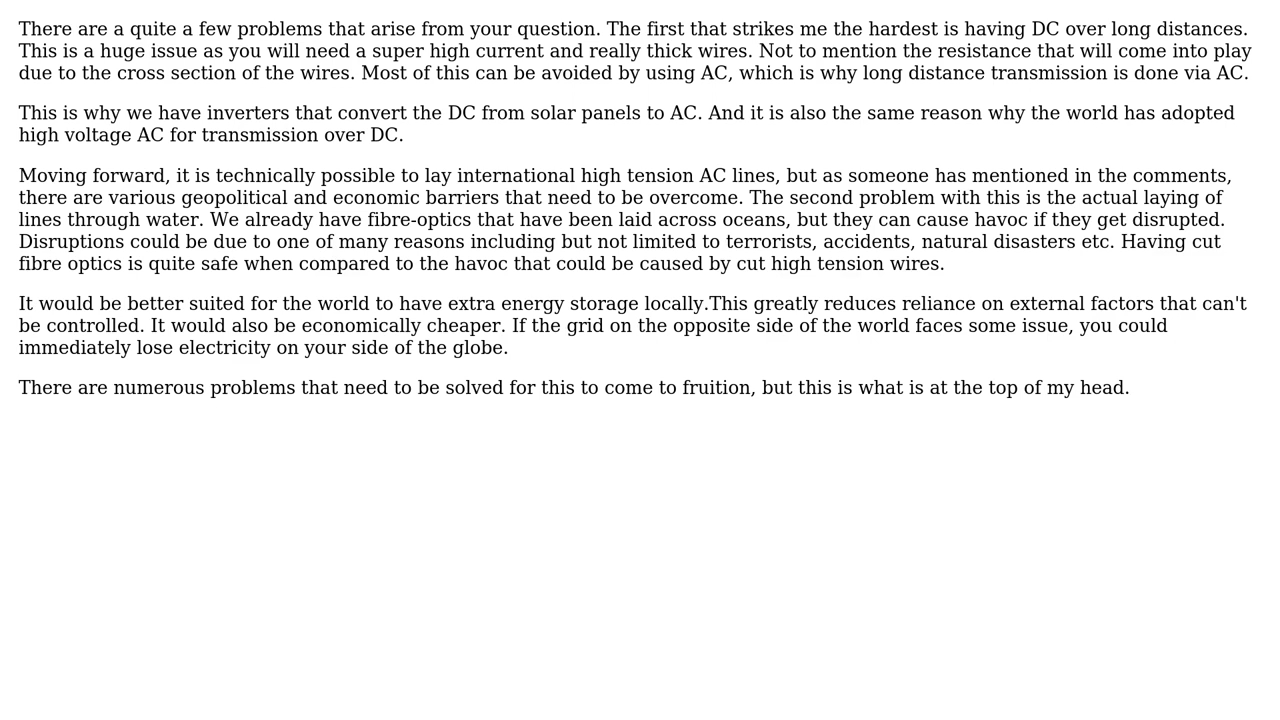 There are a quite a few problems that arise from your question. The first that strikes me the hardest is having DC over long distances.
This is a huge issue as you will need a super high current and really thick wires. Not to mention the resistance that will come into play
due to the cross section of the wires. Most of this can be avoided by using AC, which is why long distance transmission is done via AC.
This is why we have inverters that convert the DC from solar panels to AC. And it is also the same reason why the world has adopted
high voltage AC for transmission over DC.
Moving forward, it is technically possible to lay international high tension AC lines, but as someone has mentioned in the comments,
there are various geopolitical and economic barriers that need to be overcome. The second problem with this is the actual laying of
lines through water. We already have fibre-optics that have been laid across oceans, but they can cause havoc if they get disrupted.
Disruptions could be due to one of many reasons including but not limited to terrorists, accidents, natural disasters etc. Having cut
fibre optics is quite safe when compared to the havoc that could be caused by cut high tension wires.
It would be better suited for the world to have extra energy storage locally.This greatly reduces reliance on external factors that can't
be controlled. It would also be economically cheaper. If the grid on the opposite side of the world faces some issue, you could
immediately lose electricity on your side of the globe.
There are numerous problems that need to be solved for this to come to fruition, but this is what is at the top of my head.